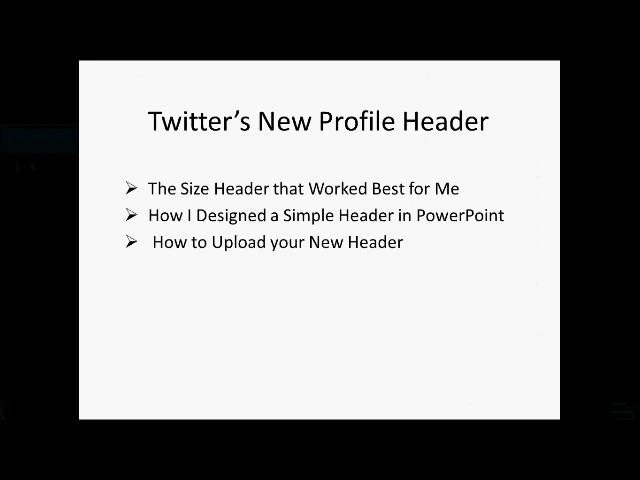 Twitter's New Profile Header
➢ The Size Header that Worked Best for Me
➢ How I Designed a Simple Header in PowerPoint
➢ How to Upload your New Header